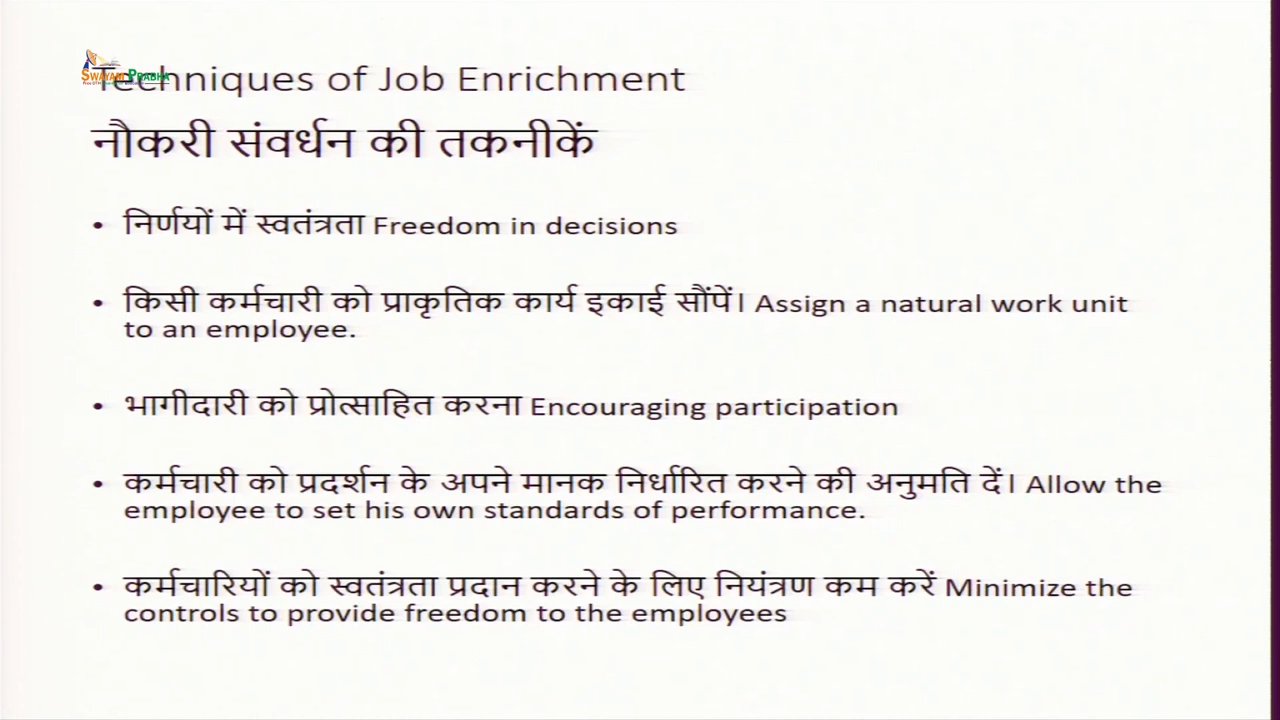 SWAYAM PRABHA
Techniques of Job Enrichment
नौकरी संवर्धन की तकनीकें
• निर्णयों में स्वतंत्रता Freedom in decisions
• किसी कर्मचारी को प्राकृतिक कार्य इकाई सौंपें। Assign a natural work unit
to an employee.
• भागीदारी को प्रोत्साहित करना Encouraging participation
• कर्मचारी को प्रदर्शन के अपने मानक निर्धारित करने की अनुमति दें। Allow the
employee to set his own standards of performance.
• कर्मचारियों को स्वतंत्रता प्रदान करने के लिए नियंत्रण कम करें Minimize the
controls to provide freedom to the employees